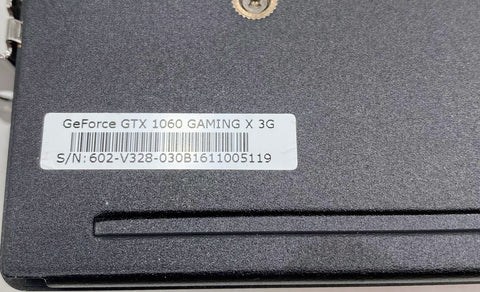 GeForce GTX 1060 GAMING X 3G
S/N:602-V328-030B1611005119